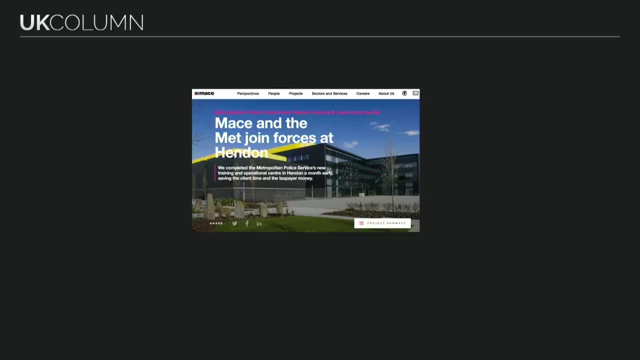 UKCOLUMN
mace
Perspectives People Projects Sectors and Services Careers About Us
Mace and the
Met join forces at
Hendon
We completed the Metropolitan Police Service's new
training and operational centre in Hendon a month early,
saving the client time and the taxpayer money.
SHARE